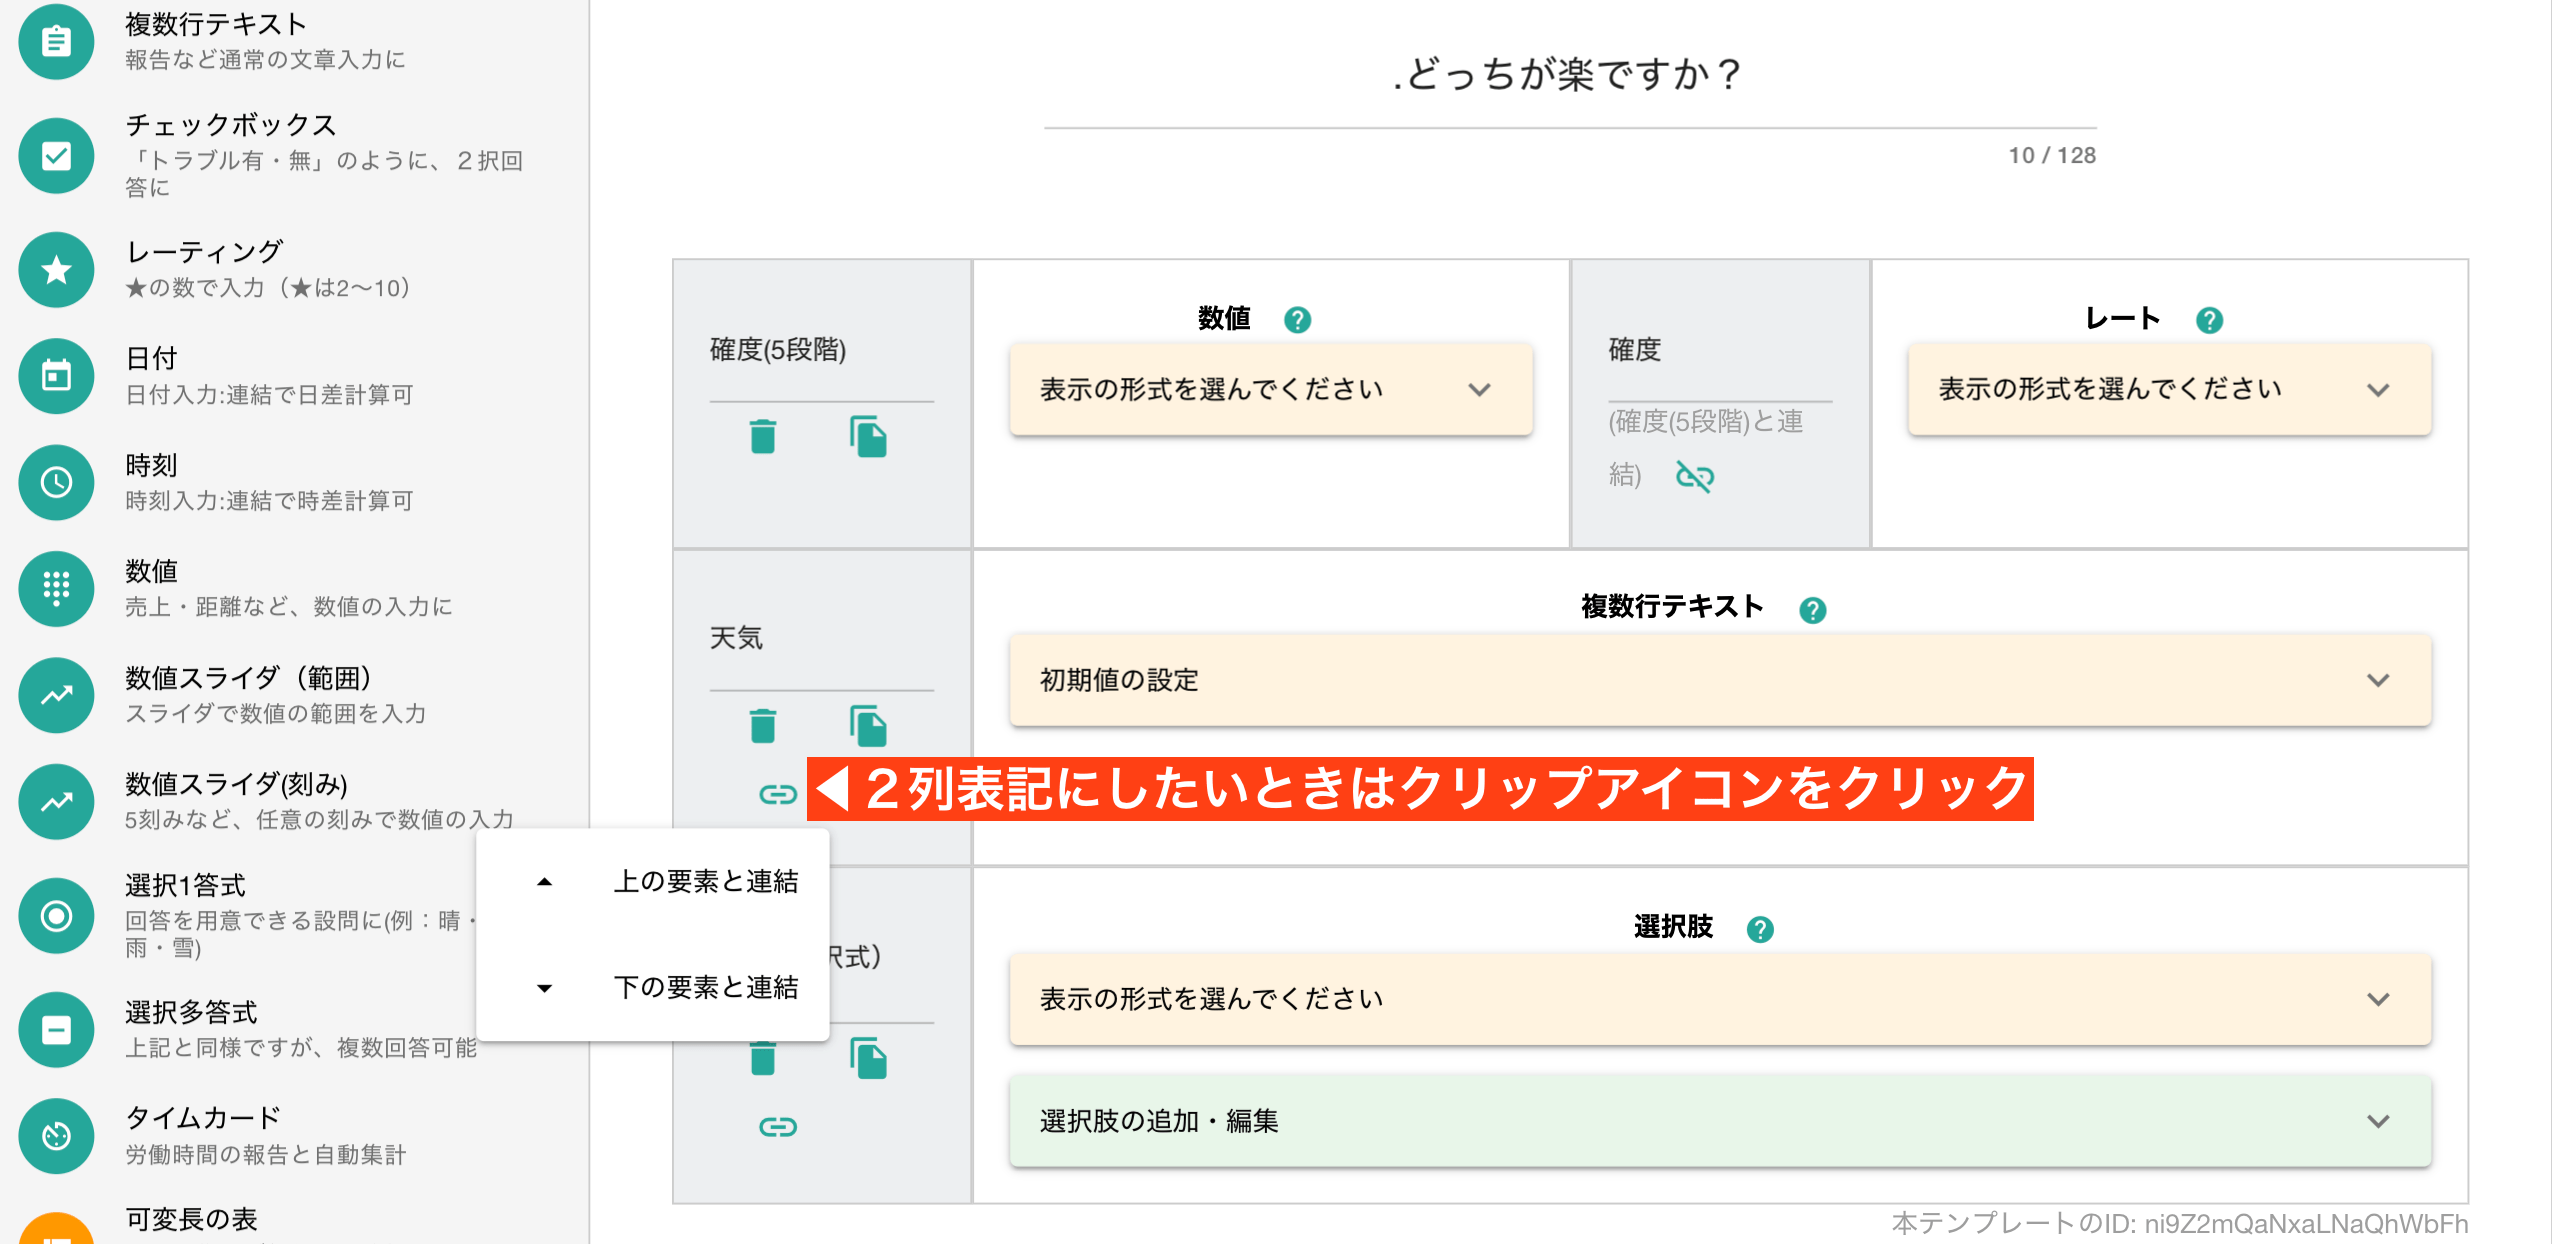 複数行テキスト
報告など通常の文章入力に
チェックボックス
「トラブル有・無」のように、２択回
答に
レーティング
★の数で入力（★は2〜10）
日付
日付入力:連結で日差計算可
時刻
時刻入力:連結で時差計算可
数値
売上・距離など、数値の入力に
数値スライダ（範囲）
スライダで数値の範囲を入力
数値スライダ(刻み)
5刻みなど、任意の刻みで数値の入力
選択1答式
回答を用意できる設問に(例：晴・
雨・雪)
選択多答式
上記と同様ですが、複数回答可能
タイムカード
労働時間の報告と自動集計
可変長の表
上の要素と連結
下の要素と連結
.どっちが楽ですか？
10 / 128
確度(5段階)
数値
表示の形式を選んでください
確度
(確度(5段階)と連
結)
レート
表示の形式を選んでください
天気
複数行テキスト
初期値の設定
◀２列表記にしたいときはクリップアイコンをクリック
択式）
選択肢
表示の形式を選んでください
選択肢の追加・編集
本テンプレートのID: ni9Z2mQaNxaLNaQhWbFh